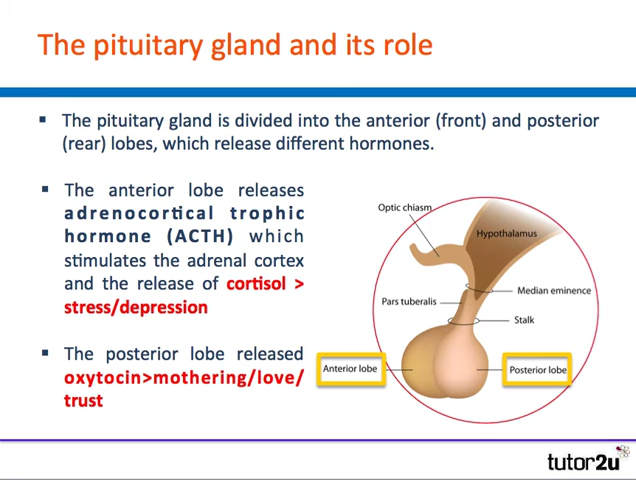 The pituitary gland and its role
▪ The pituitary gland is divided into the anterior (front) and posterior
(rear) lobes, which release different hormones.
▪ The anterior lobe releases
adrenocortical trophic
hormone (ACTH) which
stimulates the adrenal cortex
and the release of cortisol >
stress/depression
▪ The posterior lobe released
oxytocin>mothering/love/
trust
Optic chiasm
Hypothalamus
Median eminence
Pars tuberalis
Stalk
Anterior lobe
Posterior lobe
tutor2u